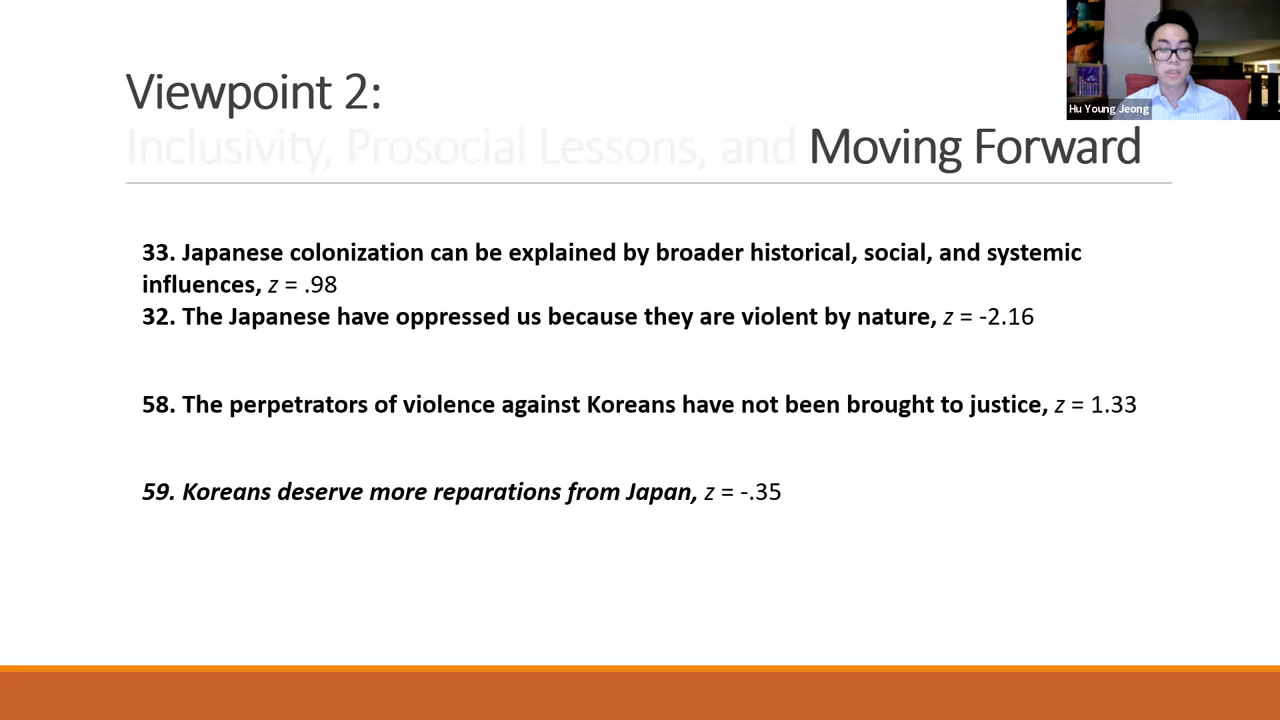 Viewpoint 2:
Inclusivity, Prosocial Lessons, and Moving Forward
Hu Young Jeong
33. Japanese colonization can be explained by broader historical, social, and systemic
influences, z = .98
32. The Japanese have oppressed us because they are violent by nature, z = -2.16
58. The perpetrators of violence against Koreans have not been brought to justice, z = 1.33
59. Koreans deserve more reparations from Japan, z = -.35